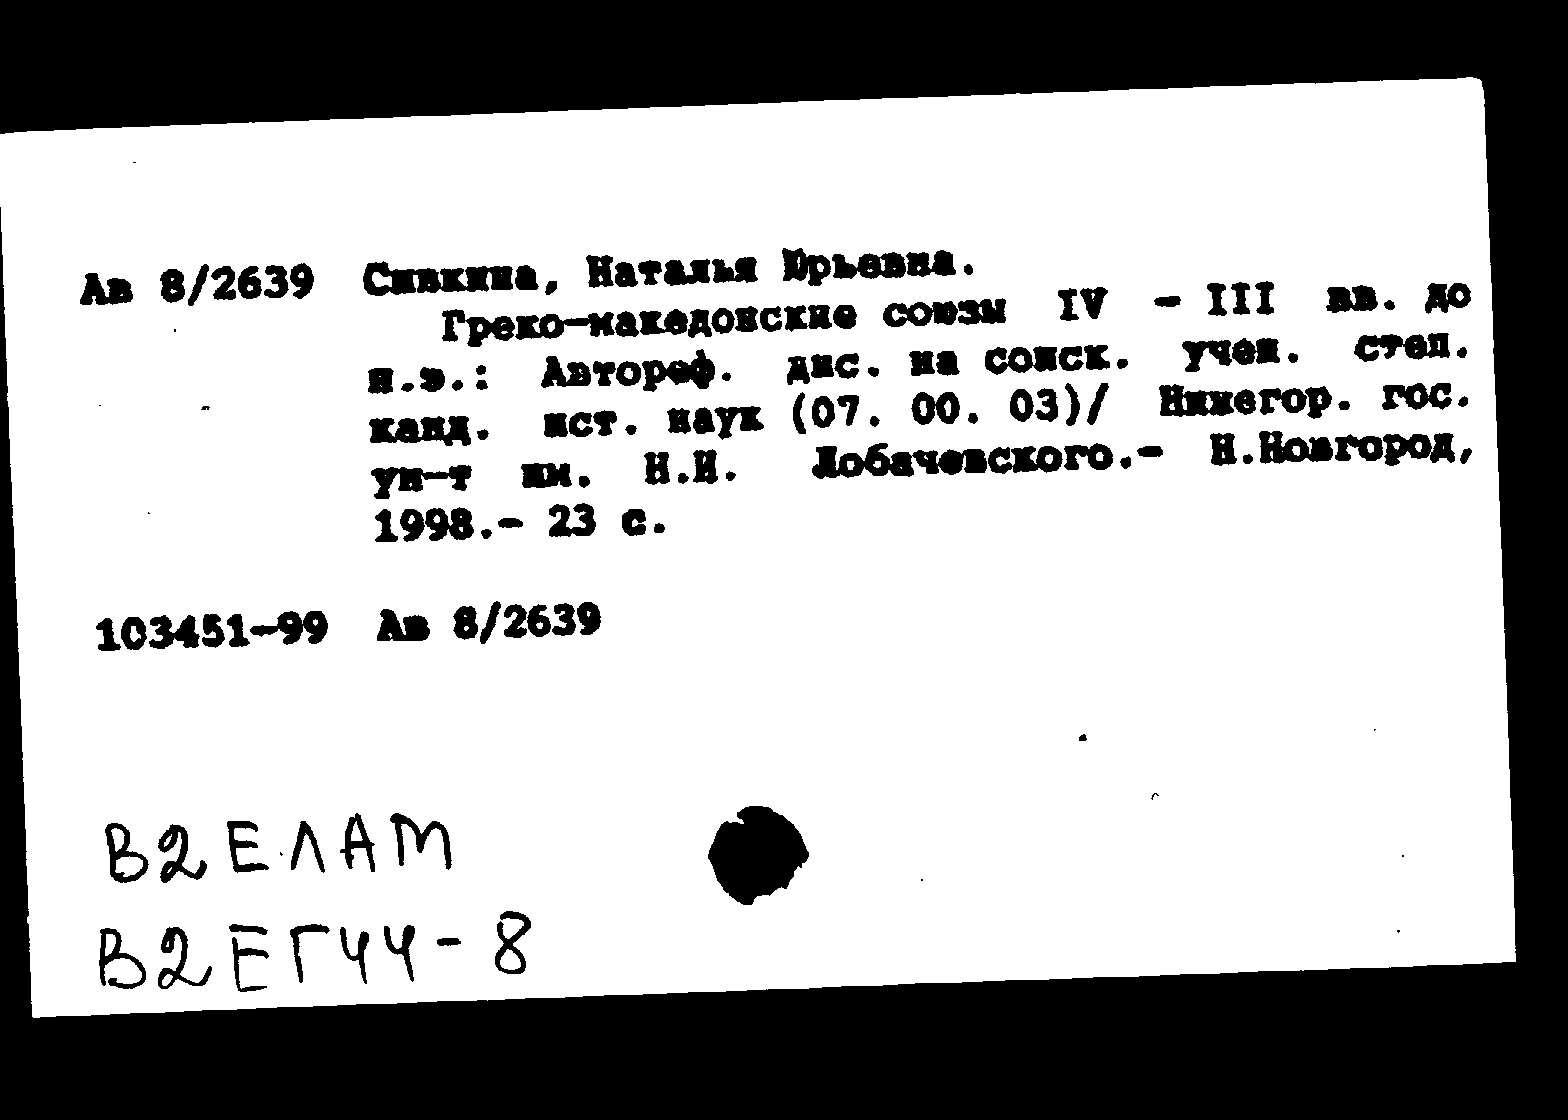 Ав 8/2639 Сивкина, Наталья Юрьевна.
Греко-македонские союзы IV - III вв. до
н.э.: Автореф. дис. на соиск. учен. степ.
канд. ист. наук (07. 00. 03)/ Нижегор. гос.
ун-т им. Н.И. Лобачевского.- Н.Новгород,
1998.- 23 с.
103451-99 Ав 8/2639
В2ЕЛАМ
В2ЕГЧЧ-8